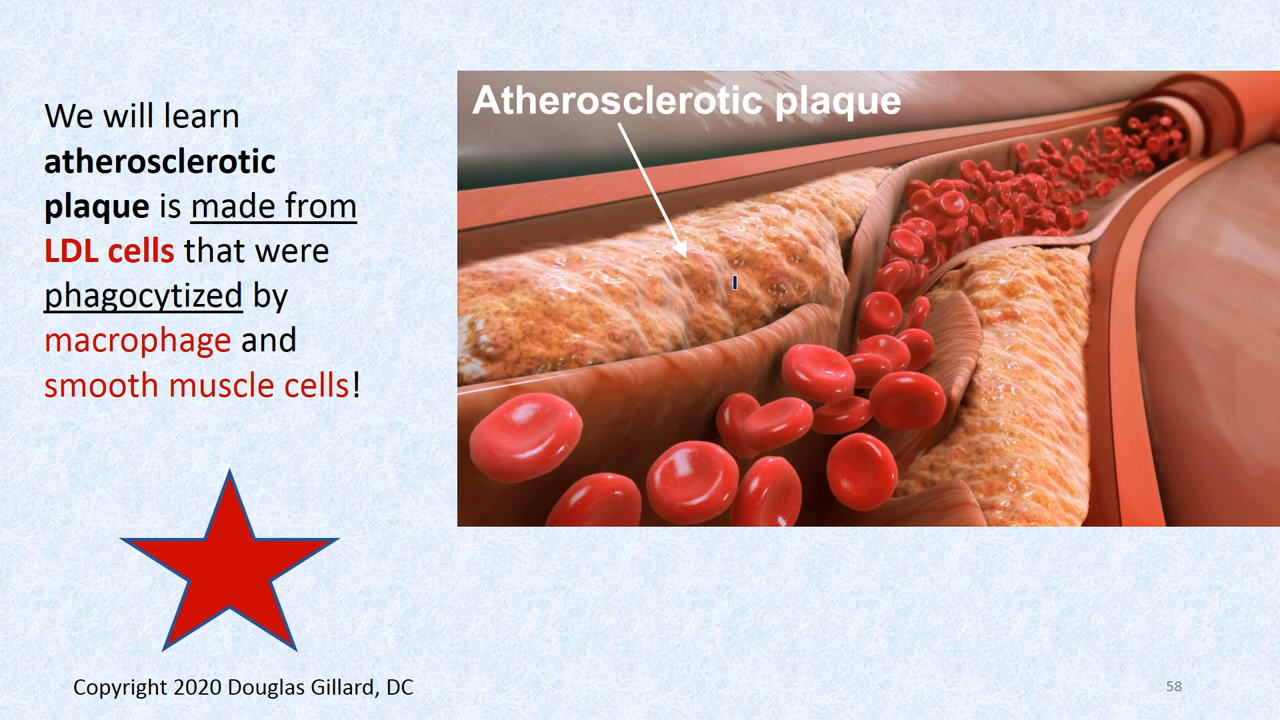 We will learn
atherosclerotic
plaque is made from
LDL cells that were
phagocytized by
macrophage and
smooth muscle cells!
Atherosclerotic plaque
Copyright 2020 Douglas Gillard, DC
58